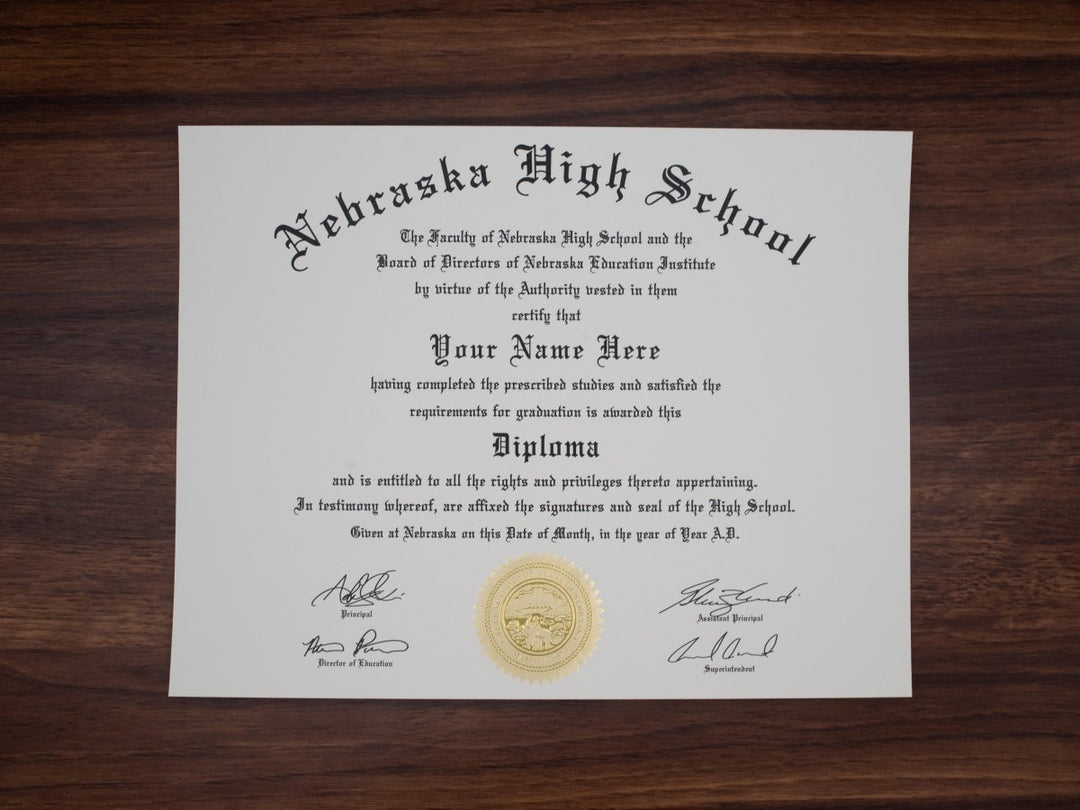 Nebraska High School
The Faculty of Nebraska High School and the
Board of Directors of Nebraska Education Institute
by virtue of the Authority vested in them
certify that
Your Name Here
having completed the prescribed studies and satisfied the
requirements for graduation is awarded this
Diploma
and is entitled to all the rights and privileges thereto appertaining.
In testimony whereof, are affixed the signatures and seal of the High School.
Given at Nebraska on this Date of Month, in the year of Year A.D.
Principal
Assistant Principal
Director of Education
Superintendent